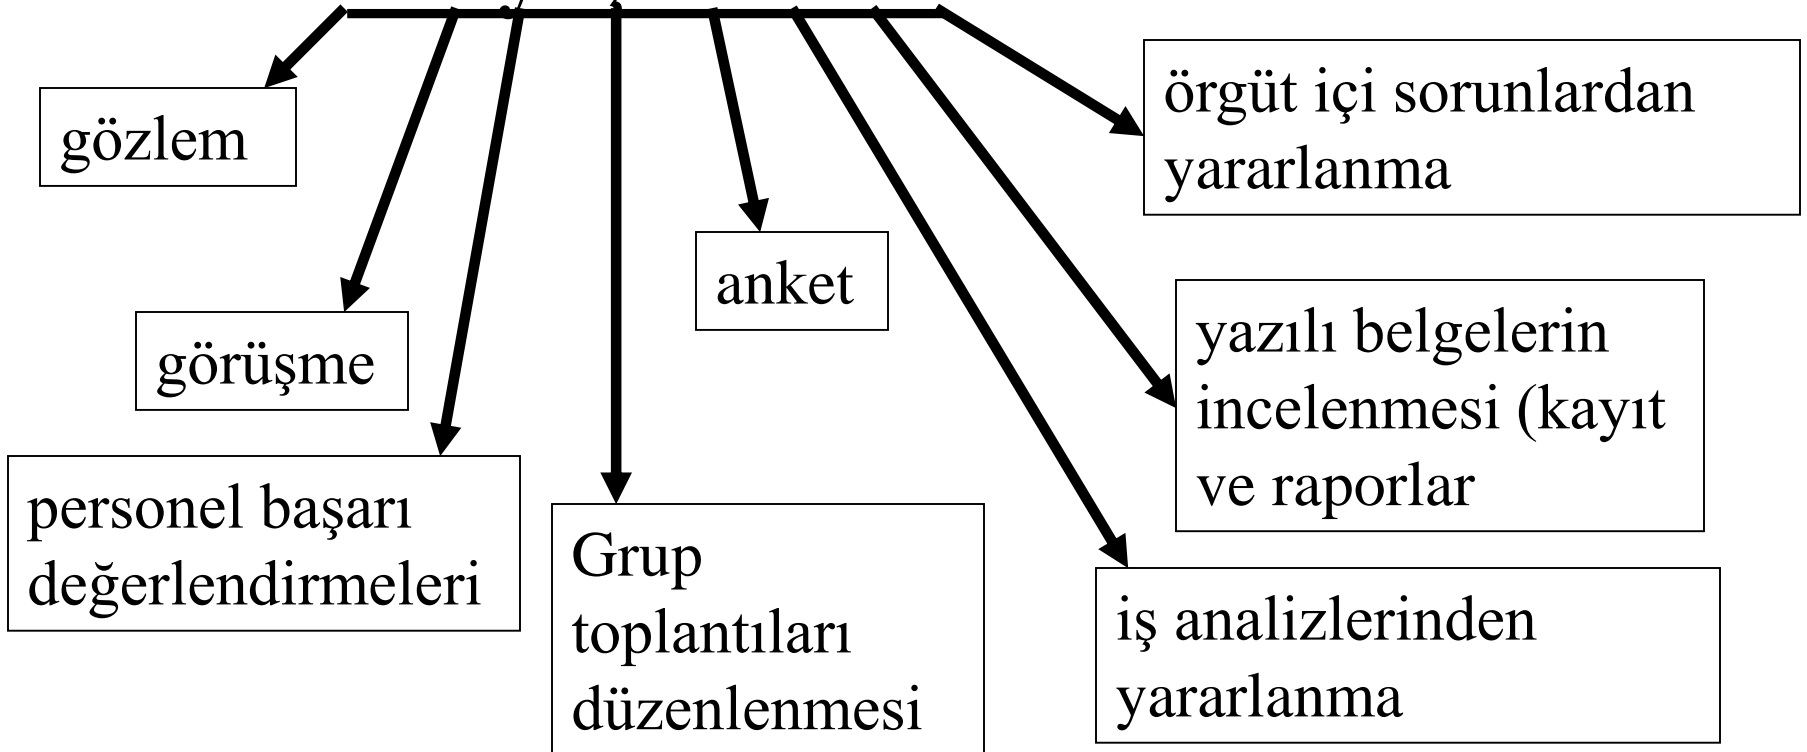 gözlem
görüşme
personel başarı
değerlendirmeleri
Grup
toplantıları
düzenlenmesi
anket
iş analizlerinden
yararlanma
yazılı belgelerin
incelenmesi (kayıt
ve raporlar
örgüt içi sorunlardan
yararlanma